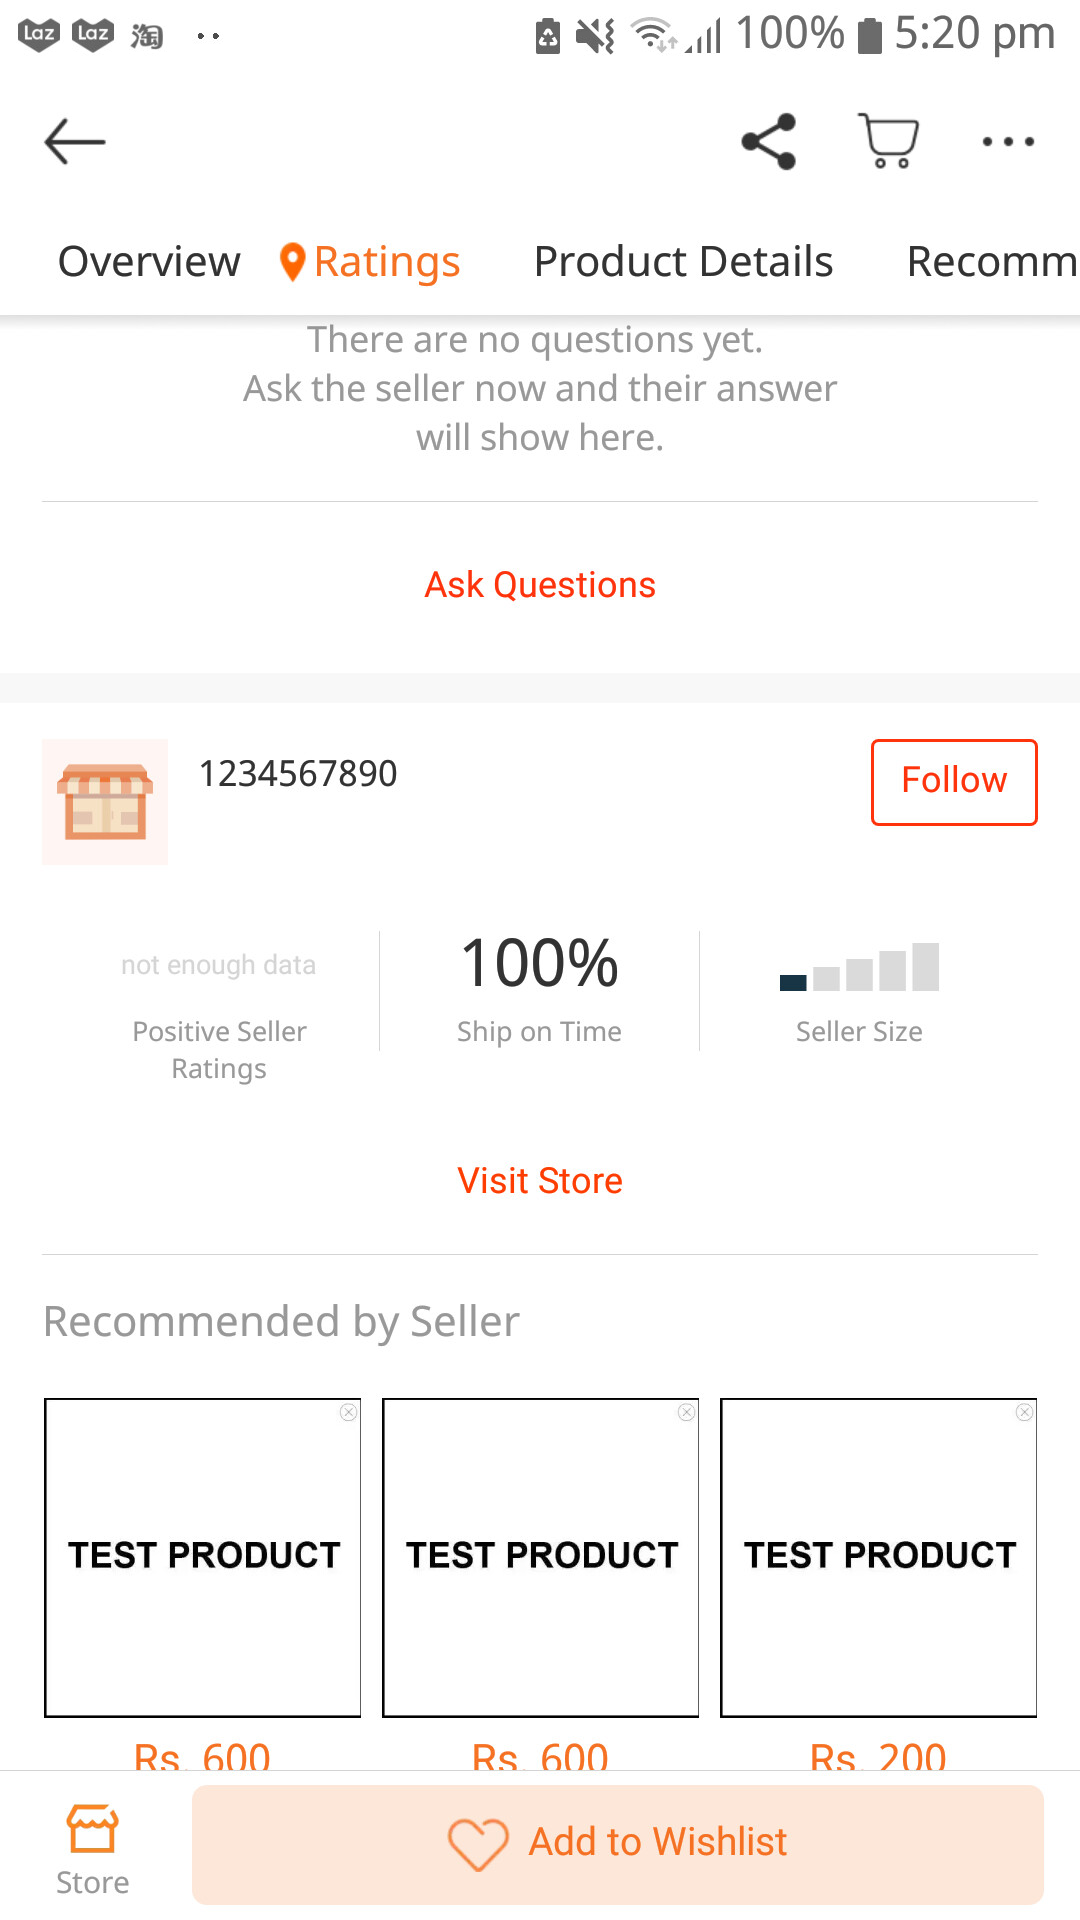 Laz Laz 淘 100% 5:20 pm
Overview Ratings Product Details Recomm
There are no questions yet.
Ask the seller now and their answer
will show here.
Ask Questions
1234567890 Follow
not enough data 100%
Positive Seller Ship on Time Seller Size
Ratings
Visit Store
Recommended by Seller
TEST PRODUCT TEST PRODUCT TEST PRODUCT
Rs. 600 Rs. 600 Rs. 200
Add to Wishlist
Store